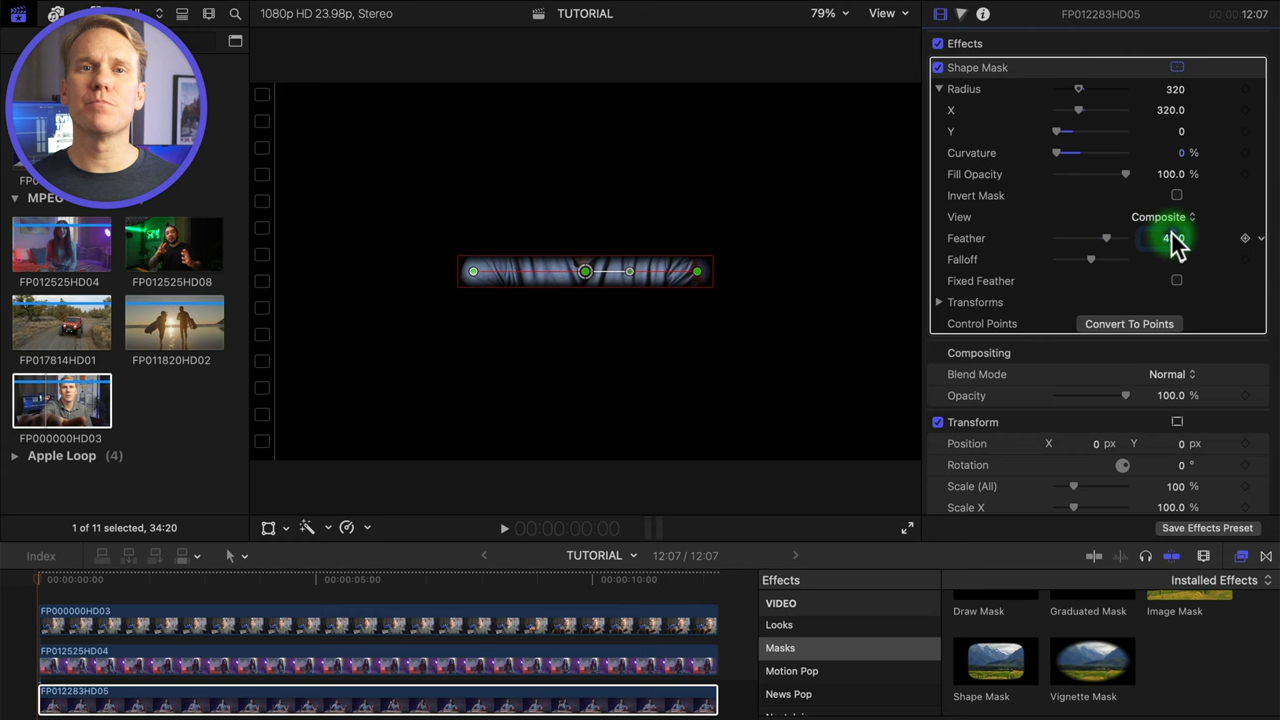 1080p HD 23.98p, Stereo
TUTORIAL
79%
View
FP012283HD05
00:00:00:12:07
Effects
Shape Mask
Radius
320
X
320.0
Y
0
Curvature
0 %
Fill Opacity
100.0 %
Invert Mask
View
Composite
Feather
Falloff
Fixed Feather
Transforms
Control Points
Convert To Points
Compositing
Blend Mode
Normal
Opacity
100.0 %
Transform
Position X 0 px Y 0 px
Rotation
0 °
Scale (All)
100 %
Scale X
100.0 %
Save Effects Preset
MPEG
FP012525HD04
FP012525HD08
FP017814HD01
FP011820HD02
FP000000HD03
Apple Loop (4)
1 of 11 selected, 34:20
00:00:00:00
Index
TUTORIAL
12:07 / 12:07
00:00:00:00
00:00:05:00
00:00:10:00
FP000000HD03
FP012525HD04
FP012283HD05
Effects
Installed Effects
VIDEO
Looks
Masks
Motion Pop
News Pop
Draw Mask
Graduated Mask
Image Mask
Shape Mask
Vignette Mask